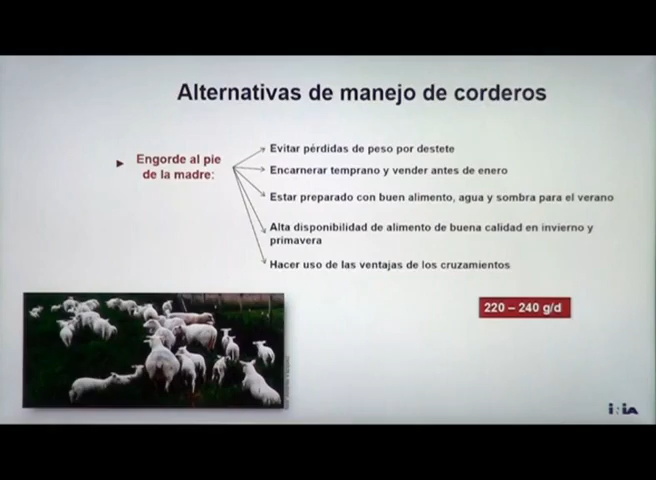 Alternativas de manejo de corderos
Engorde al pie
de la madre:
Evitar pérdidas de peso por destete
Encarnerar temprano y vender antes de enero
Estar preparado con buen alimento, agua y sombra para el verano
Alta disponibilidad de alimento de buena calidad en invierno y
primavera
Hacer uso de las ventajas de los cruzamientos
220 – 240 g/d